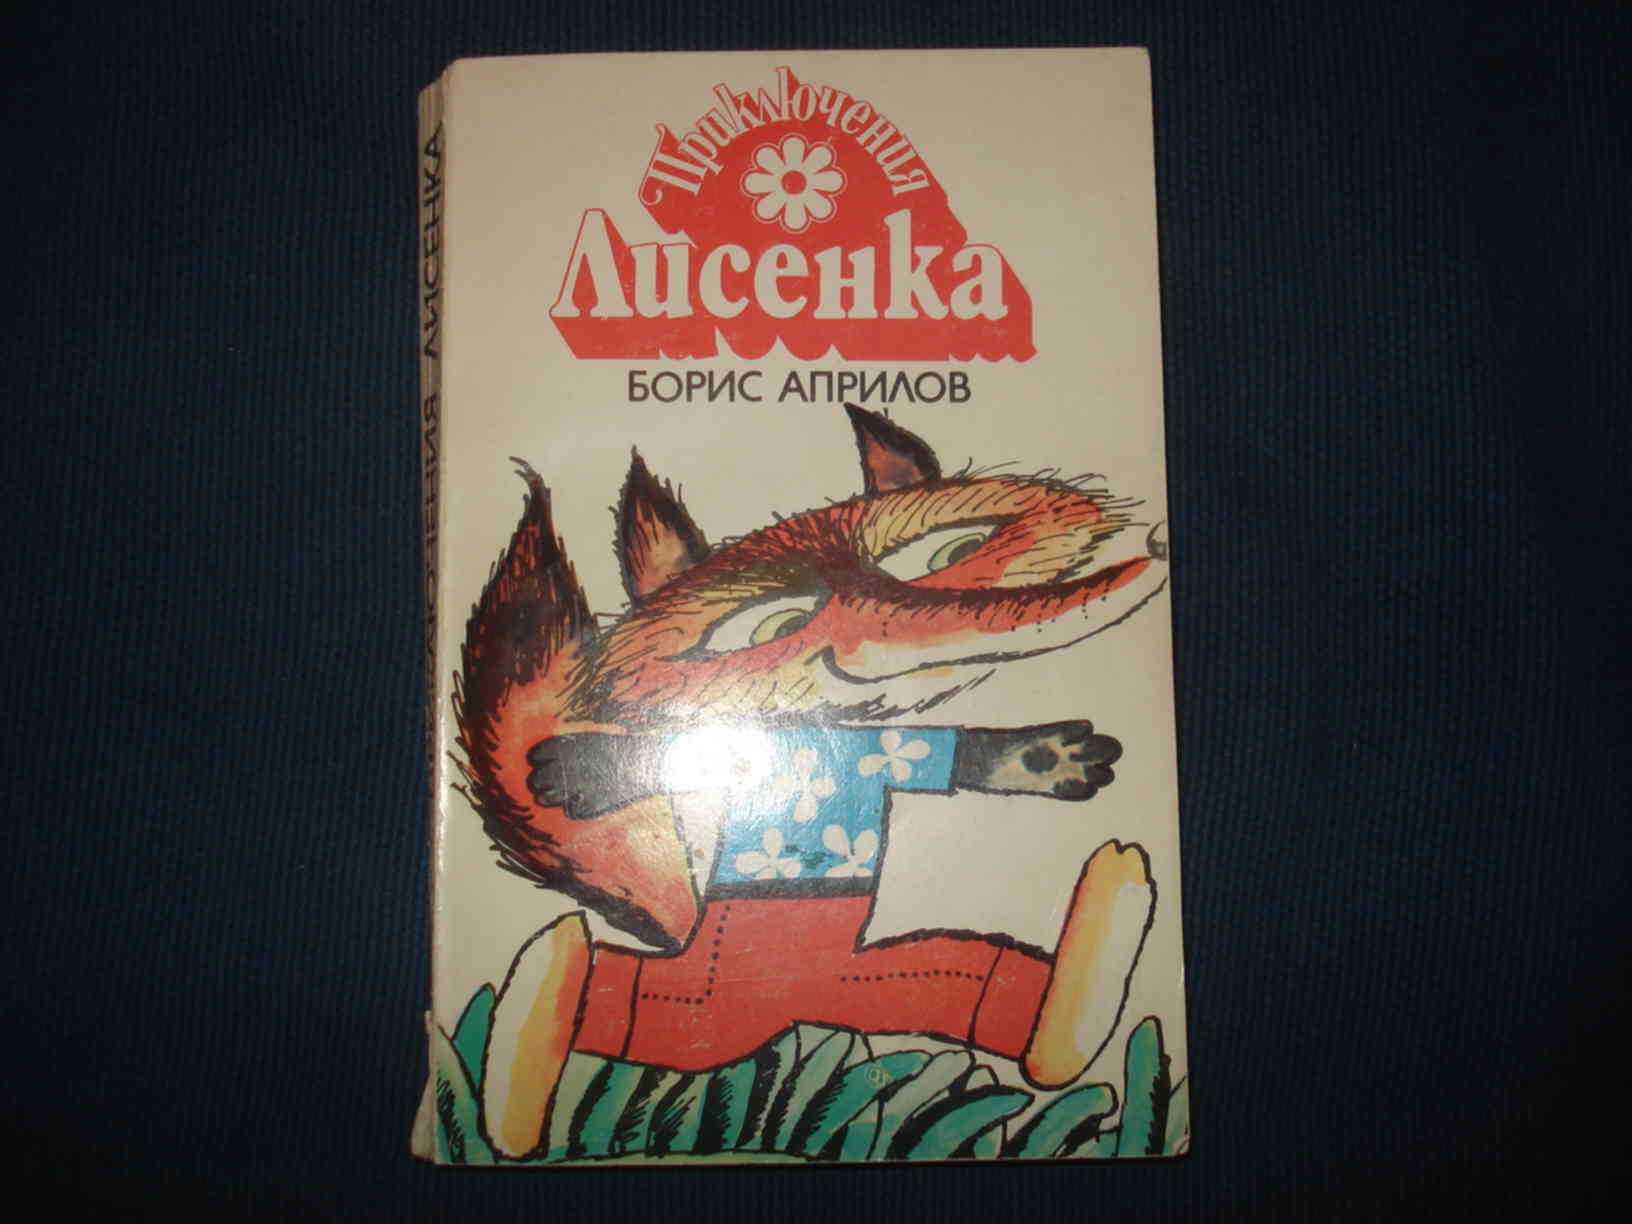 Приключения
Лисенка
БОРИС АПРИЛОВ
ПРИКЛЮЧЕНИЯ ЛИСЕНКА